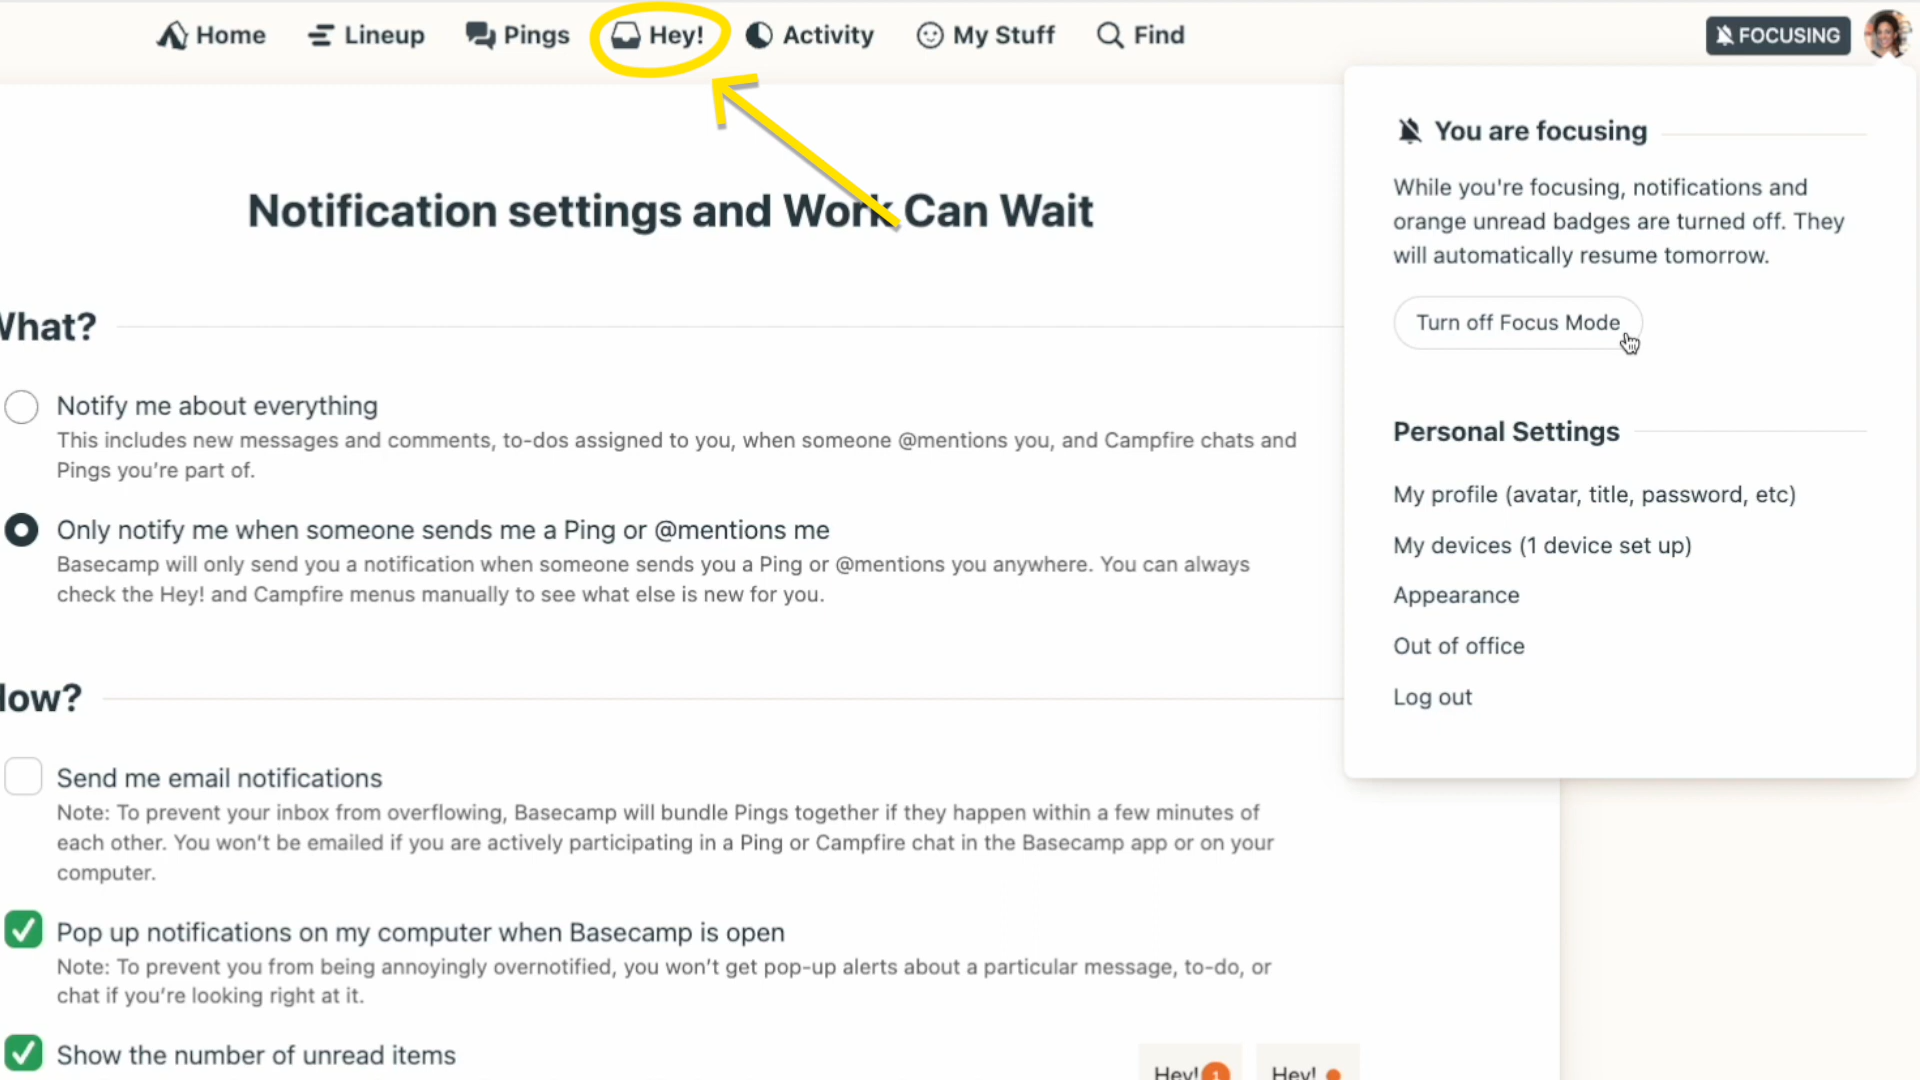 Home Lineup Pings Hey! Activity My Stuff Find FOCUSING
Notification settings and Work Can Wait
What?
Notify me about everything
This includes new messages and comments, to-dos assigned to you, when someone @mentions you, and Campfire chats and
Pings you’re part of.
Only notify me when someone sends me a Ping or @mentions me
Basecamp will only send you a notification when someone sends you a Ping or @mentions you anywhere. You can always
check the Hey! and Campfire menus manually to see what else is new for you.
How?
Send me email notifications
Note: To prevent your inbox from overflowing, Basecamp will bundle Pings together if they happen within a few minutes of
each other. You won’t be emailed if you are actively participating in a Ping or Campfire chat in the Basecamp app or on your
computer.
Pop up notifications on my computer when Basecamp is open
Note: To prevent you from being annoyingly overnotified, you won’t get pop-up alerts about a particular message, to-do, or
chat if you’re looking right at it.
Show the number of unread items
Hey! 1 Hey!
You are focusing
While you're focusing, notifications and
orange unread badges are turned off. They
will automatically resume tomorrow.
Turn off Focus Mode
Personal Settings
My profile (avatar, title, password, etc)
My devices (1 device set up)
Appearance
Out of office
Log out